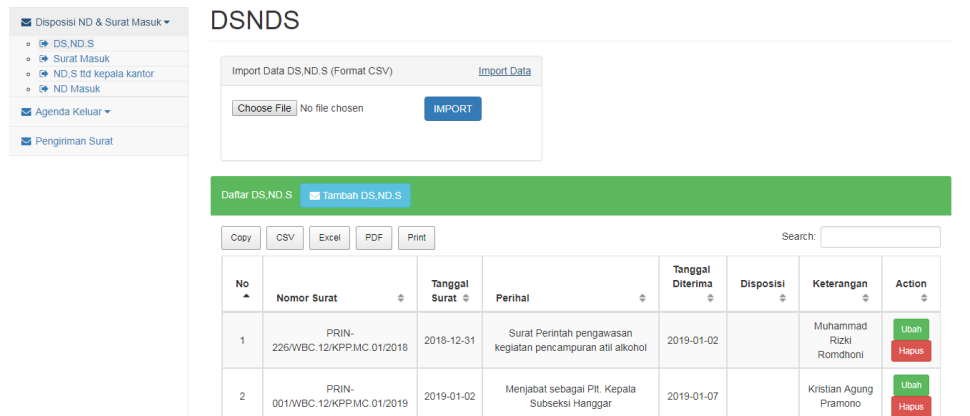 Disposisi ND & Surat Masuk
DS,ND.S
Surat Masuk
ND,S ttd kepala kantor
ND Masuk
Agenda Keluar
Pengiriman Surat
DSNDS
Import Data DS,ND.S (Format CSV) Import Data
Choose File No file chosen IMPORT
Daftar DS,ND.S Tambah DS,ND.S
Copy CSV Excel PDF Print Search:
No Nomor Surat Tanggal Surat Perihal Tanggal Diterima Disposisi Keterangan Action
1 PRIN-226/WBC.12/KPP.MC.01/2018 2018-12-31 Surat Perintah pengawasan kegiatan pencampuran atil alkohol 2019-01-02 Muhammad Rizki Romdhoni Ubah Hapus
2 PRIN-001/WBC.12/KPP.MC.01/2019 2019-01-02 Menjabat sebagai Plt. Kepala Subseksi Hanggar 2019-01-07 Kristian Agung Pramono Ubah Hapus